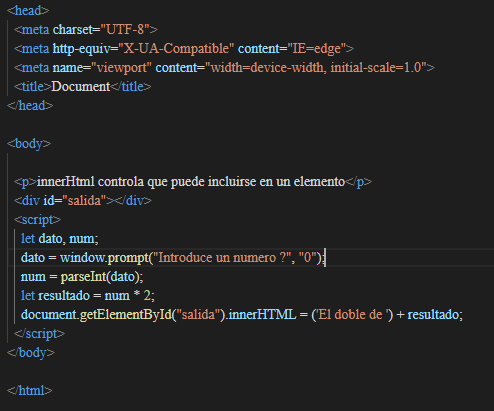 <head>
<meta charset="UTF-8">
<meta http-equiv="X-UA-Compatible" content="IE=edge">
<meta name="viewport" content="width=device-width, initial-scale=1.0">
<title>Document</title>
</head>
<body>
<p>innerHtml controla que puede incluirse en un elemento</p>
<div id="salida"></div>
<script>
let dato, num;
dato = window.prompt("Introduce un numero ?", "0");
num = parseInt(dato);
let resultado = num * 2;
document.getElementById("salida").innerHTML = ('El doble de ') + resultado;
</script>
</body>
</html>